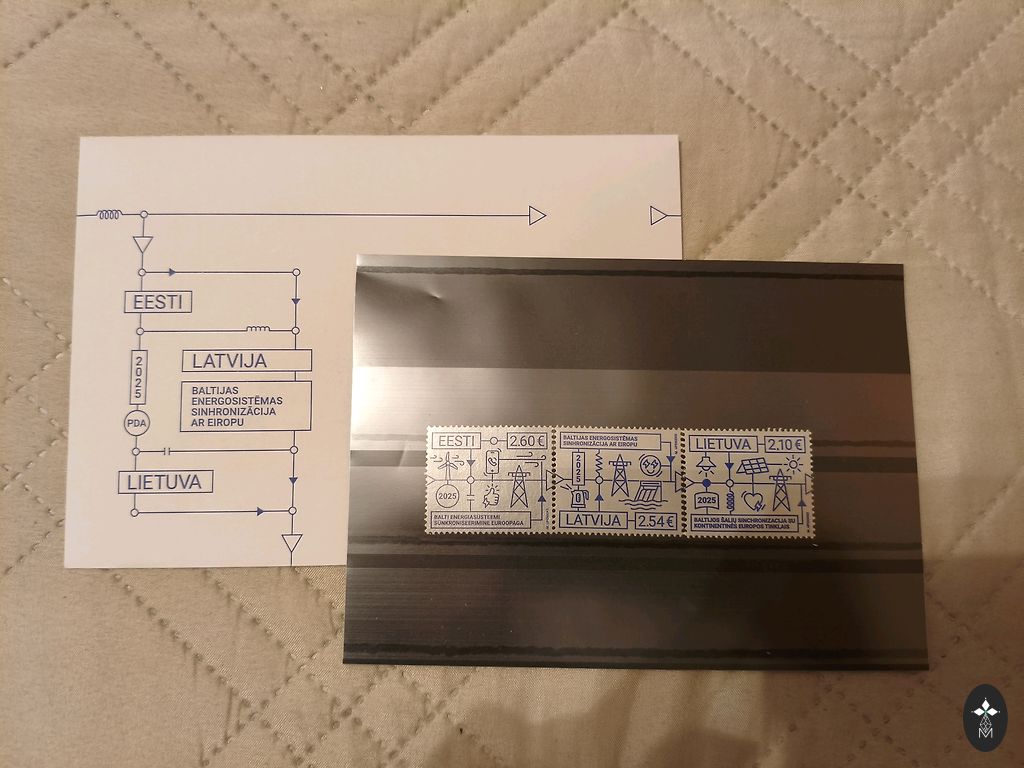 EESTI
2025
LATVIJA
BALTIJAS
ENERGOSISTĒMAS
SINHRONIZĀCIJA
AR EIROPU
PDA
LIETUVA
EESTI 2.60 €
2025
BALTI ENERGIASÜSTEEMI
SÜNKRONISEERIMINE EUROOPAGA
BALTIJAS ENERGOSISTĒMAS
SINHRONIZĀCIJA AR EIROPU
2025
LATVIJA 2.54 €
LIETUVA 2.10 €
2025
BALTIJOS ŠALIŲ SINCHRONIZACIJA SU
KONTINENTINĖS EUROPOS TINKLAIS
M